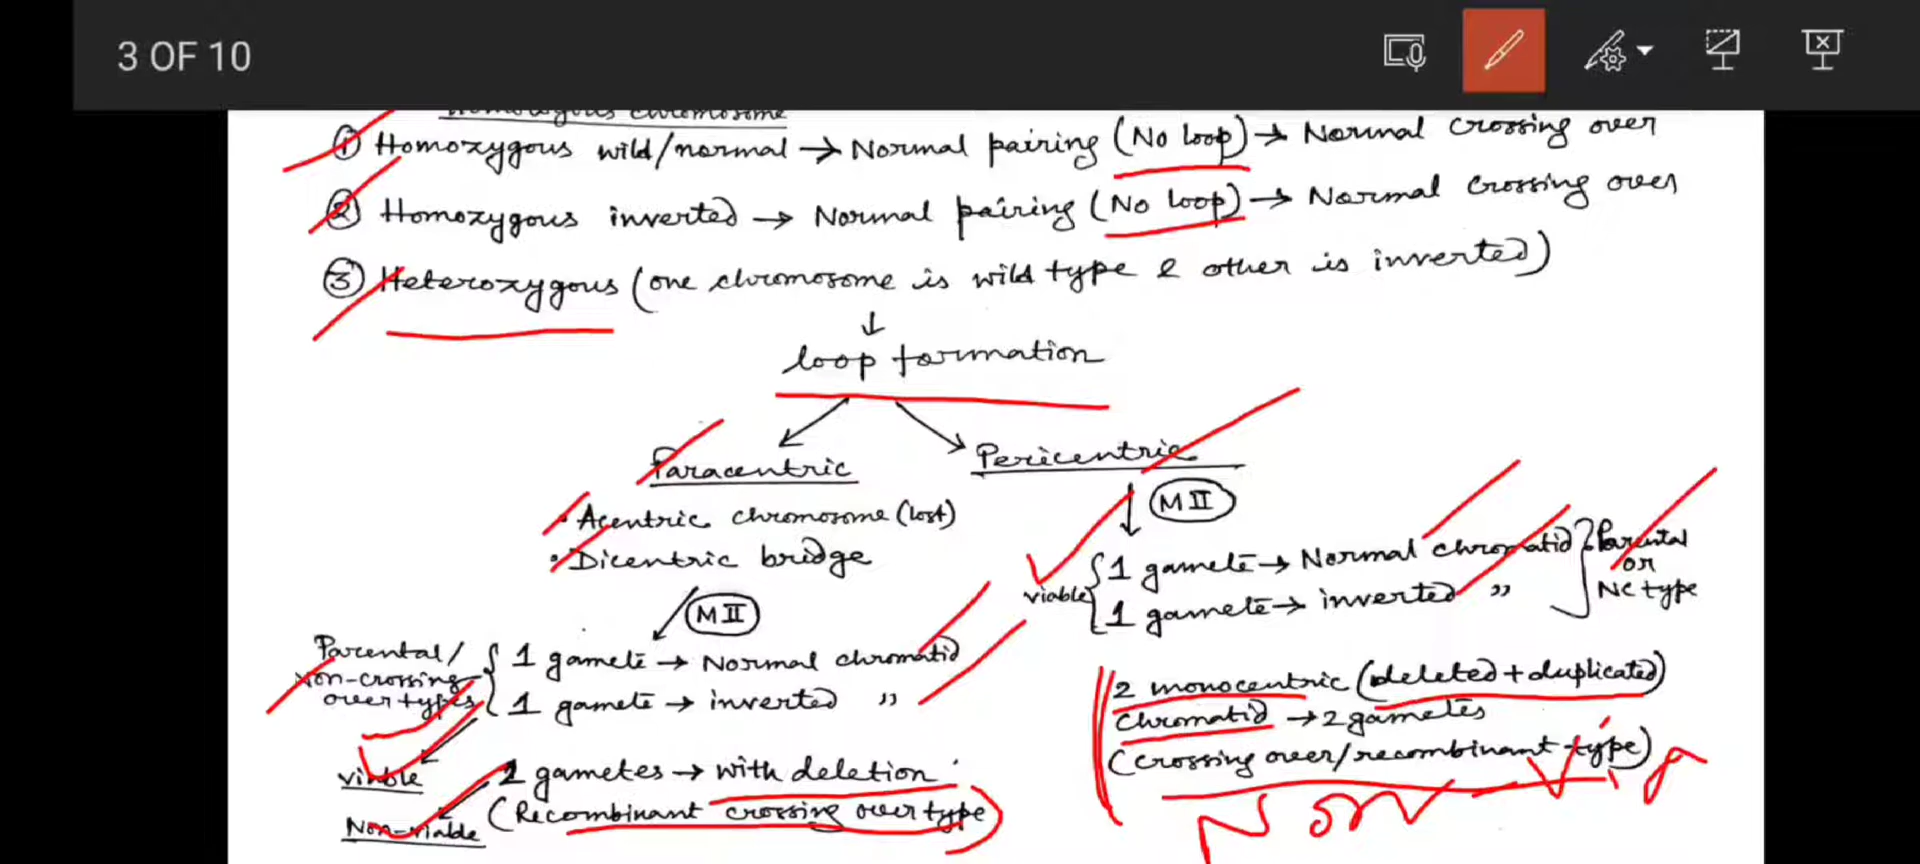 3 OF 10
Homologous chromosome
① Homozygous wild/normal → Normal pairing (No loop) → Normal crossing over
② Homozygous inverted → Normal pairing (No loop) → Normal crossing over
③ Heterozygous (one chromosome is wild type & other is inverted)
↓
loop formation
Paracentric
• Acentric chromosome (lost)
• Dicentric bridge
MII
Parental/
Non-crossing
over types
{ 1 gamete → Normal chromatid
1 gamete → inverted "
viable
2 gametes → with deletion
(Recombinant crossing over type)
Non-viable
Pericentric
↓ MII
viable { 1 gamete → Normal chromatid
1 gamete → inverted "
} Parental
or
NC type
2 monocentric (deleted + duplicated)
chromatid → 2 gametes
(crossing over/recombinant type)
Non-Via